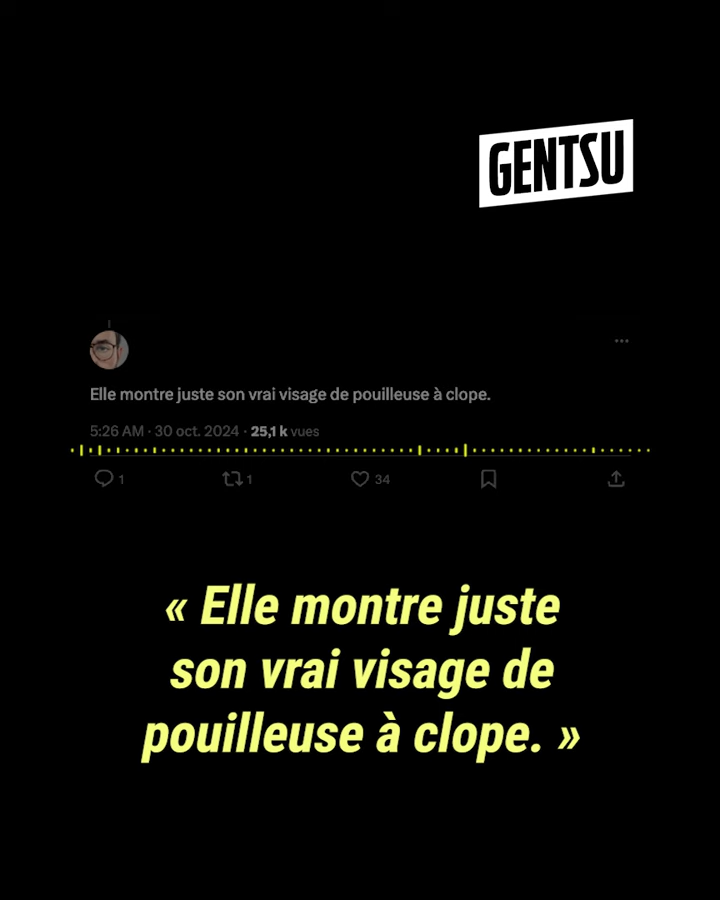 GENTSU
Elle montre juste son vrai visage de pouilleuse à clope.
5:26 AM · 30 oct. 2024 · 25,1 k vues
1 1 34
« Elle montre juste
son vrai visage de
pouilleuse à clope. »